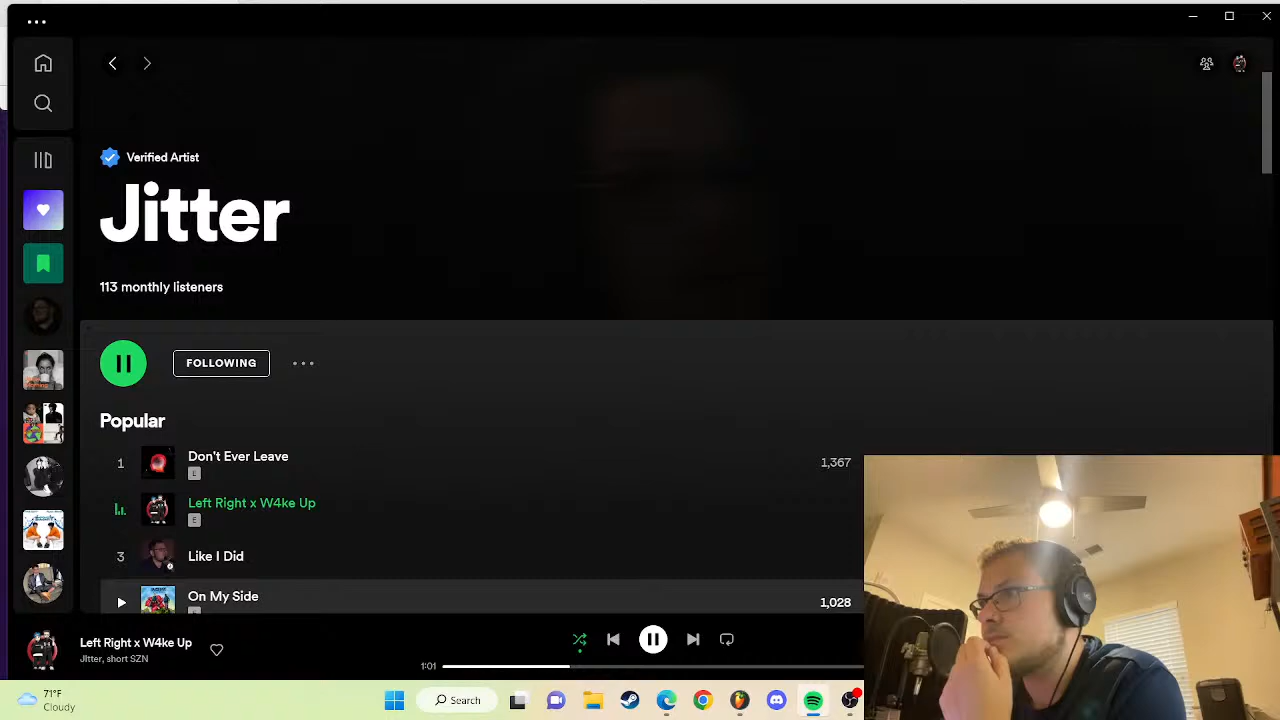 Verified Artist
Jitter
113 monthly listeners
FOLLOWING
Popular
1 Don't Ever Leave 1,367
E
Left Right x W4ke Up
E
3 Like I Did
On My Side 1,028
Left Right x W4ke Up
Jitter, short SZN
1:01
71°F
Cloudy
Search